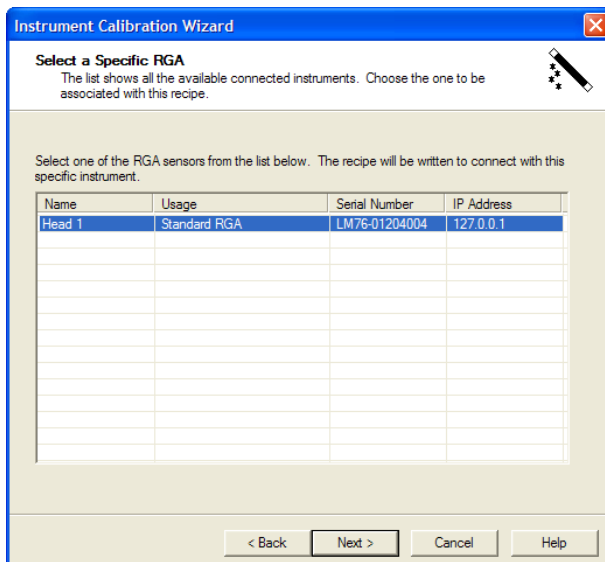 Instrument Calibration Wizard
Select a Specific RGA
The list shows all the available connected instruments. Choose the one to be
associated with this recipe.
Select one of the RGA sensors from the list below. The recipe will be written to connect with this
specific instrument.
Name Usage Serial Number IP Address
Head 1 Standard RGA LM76-01204004 127.0.0.1
< Back Next > Cancel Help